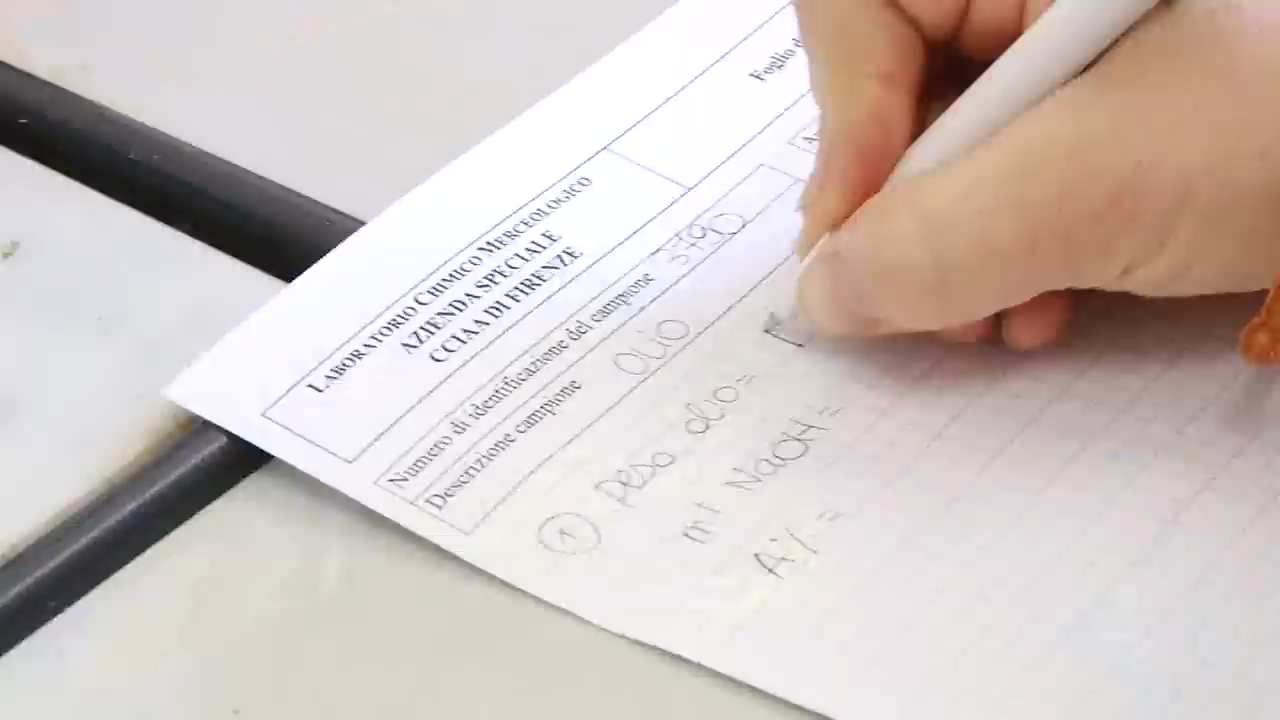 Foglio d
LABORATORIO CHIMICO MERCEOLOGICO
AZIENDA SPECIALE
CCIAA DI FIRENZE
Numero di identificazione del campione 3790
Descrizione campione OLIO
1 peso olio=
ml NaOH=
A% =